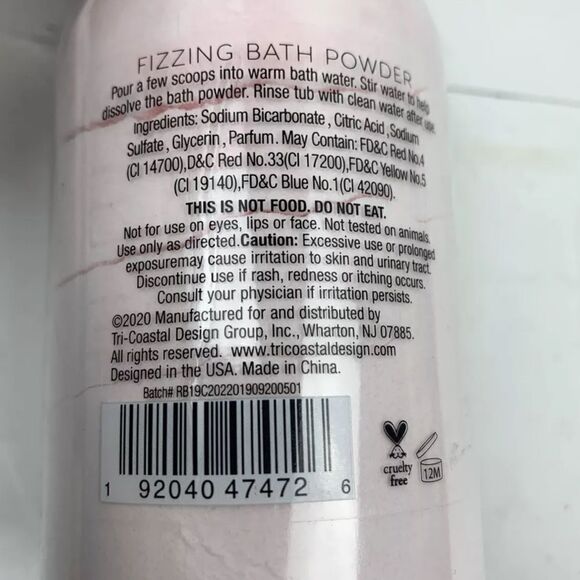 FIZZING BATH POWDER
Pour a few scoops into warm bath water. Stir water to help
dissolve the bath powder. Rinse tub with clean water after use.
Ingredients: Sodium Bicarbonate, Citric Acid, Sodium
Sulfate, Glycerin, Parfum. May Contain: FD&C Red No.4
(CI 14700),D&C Red No.33(CI 17200),FD&C Yellow No.5
(CI 19140),FD&C Blue No.1(CI 42090).
THIS IS NOT FOOD. DO NOT EAT.
Not for use on eyes, lips or face. Not tested on animals.
Use only as directed.Caution: Excessive use or prolonged
exposuremay cause irritation to skin and urinary tract.
Discontinue use if rash, redness or itching occurs.
Consult your physician if irritation persists.
©2020 Manufactured for and distributed by
Tri-Coastal Design Group, Inc., Wharton, NJ 07885.
All rights reserved. www.tricoastaldesign.com
Designed in the USA. Made in China.
Batch# RB19C202201909200501
1 92040 47472 6
cruelty
free
12M